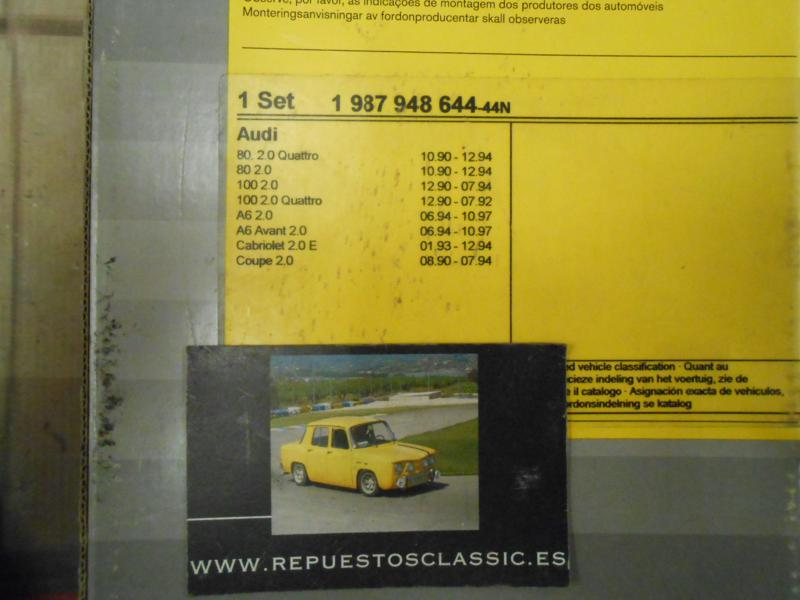 Observe, por favor, as indicações de montagem dos produtores dos automóveis
Monteringsanvisningar av fordonproducentar skall observeras
1 Set 1 987 948 644-44N
Audi
80. 2.0 Quattro 10.90 - 12.94
80 2.0 10.90 - 12.94
100 2.0 12.90 - 07.94
100 2.0 Quattro 12.90 - 07.92
A6 2.0 06.94 - 10.97
A6 Avant 2.0 06.94 - 10.97
Cabriolet 2.0 E 01.93 - 12.94
Coupe 2.0 08.90 - 07.94
vehicle classification · Quant au
indeling van het voertuig, zie de
il catalogo · Asignación exacta de vehículos,
se katalog
WWW.REPUESTOSCLASSIC.ES